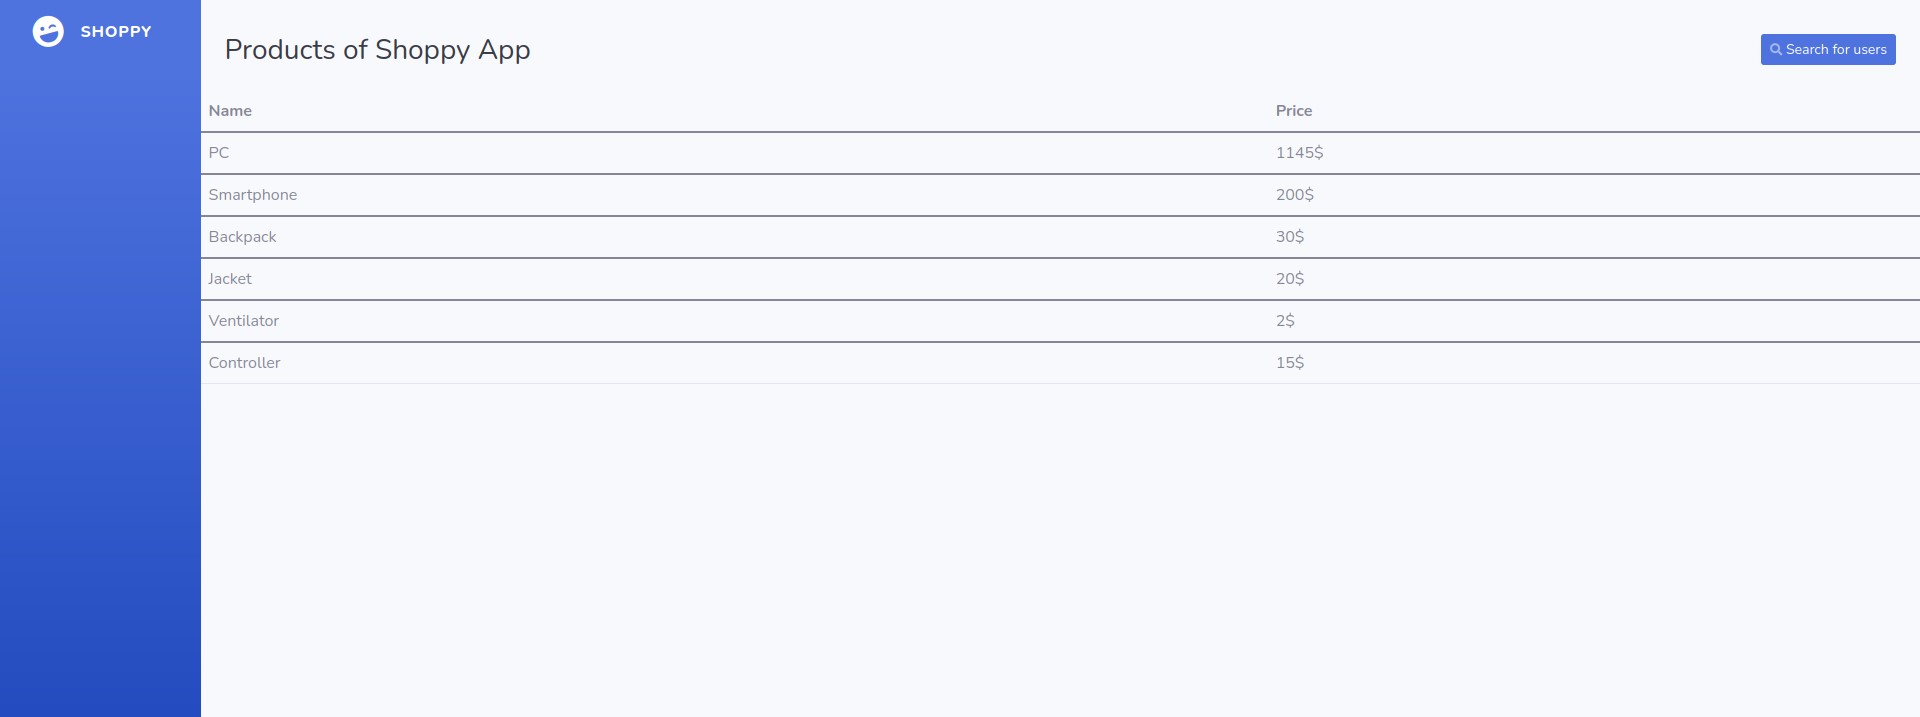 SHOPPY
Products of Shoppy App
Search for users
Name Price
PC 1145$
Smartphone 200$
Backpack 30$
Jacket 20$
Ventilator 2$
Controller 15$